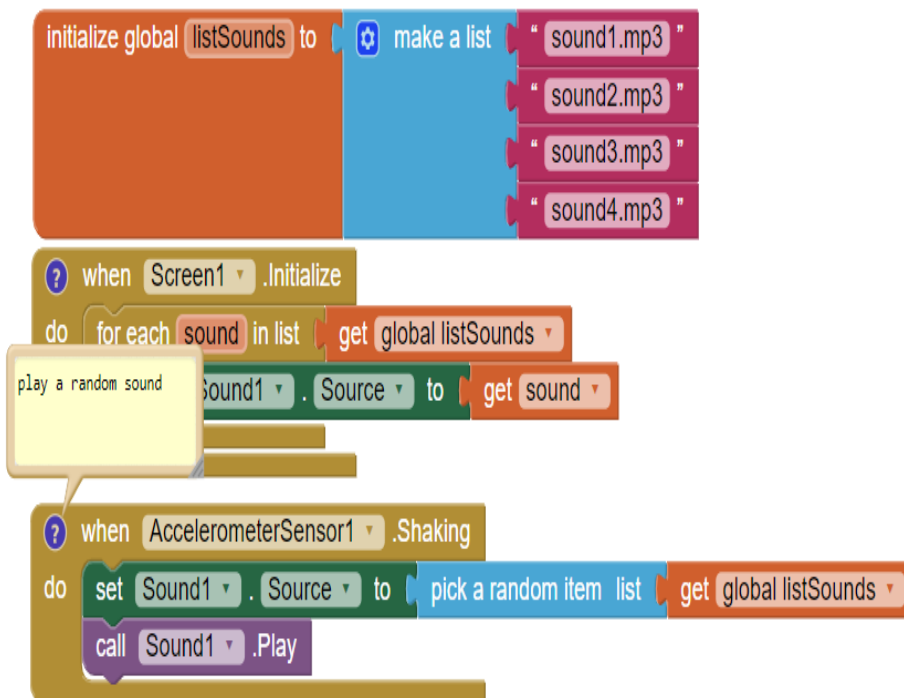 initialize global listSounds to make a list " sound1.mp3 "
" sound2.mp3 "
" sound3.mp3 "
" sound4.mp3 "
? when Screen1 .Initialize
do for each sound in list get global listSounds
play a random sound
Sound1 . Source to get sound
? when AccelerometerSensor1 .Shaking
do set Sound1 . Source to pick a random item list get global listSounds
call Sound1 .Play